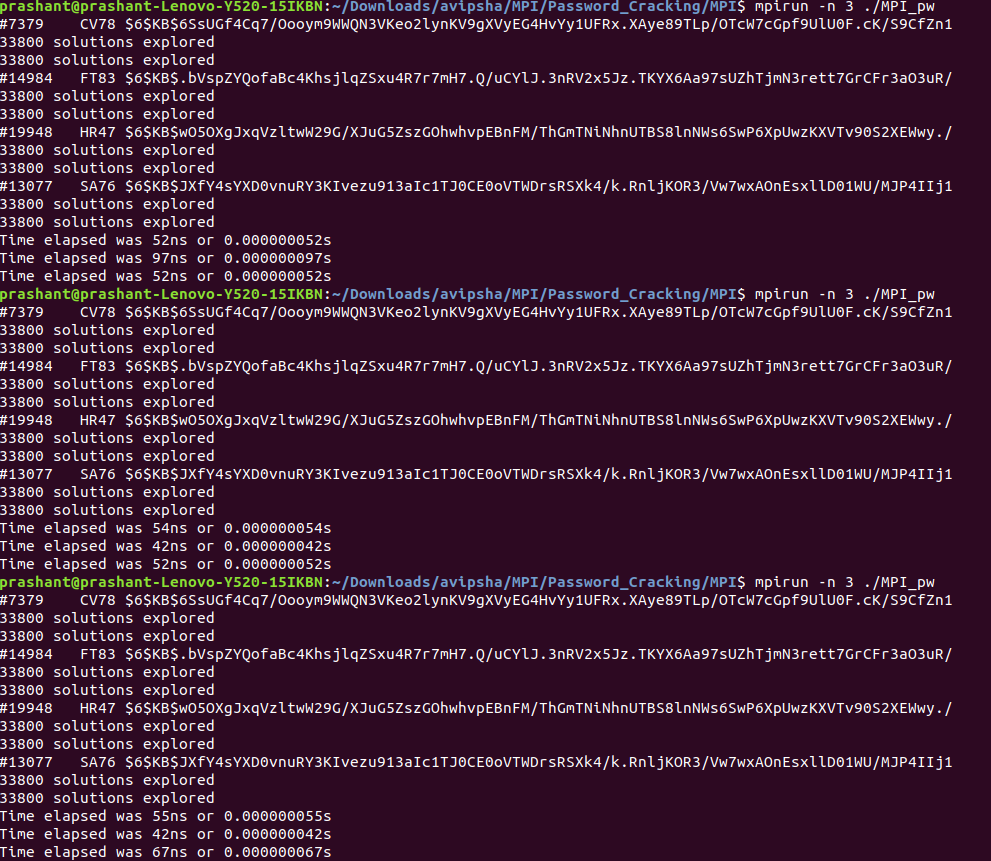 prashant@prashant-Lenovo-Y520-15IKBN:~/Downloads/avipsha/MPI/Password_Cracking/MPI$ mpirun -n 3 ./MPI_pw
#7379    CV78 $6$KB$6SsUGf4Cq7/Oooym9WWQN3VKeo2lynKV9gXVyEG4HvYy1UFRx.XAye89TLp/OTcW7cGpf9UlU0F.cK/S9CfZn1
33800 solutions explored
33800 solutions explored
#14984   FT83 $6$KB$.bVspZYQofaBc4KhsjlqZSxu4R7r7mH7.Q/uCYlJ.3nRV2x5Jz.TKYX6Aa97sUZhTjmN3rett7GrCFr3aO3uR/
33800 solutions explored
33800 solutions explored
#19948   HR47 $6$KB$wO5OXgJxqVzltwW29G/XJuG5ZszGOhwhvpEBnFM/ThGmTNiNhnUTBS8lnNWs6SwP6XpUwzKXVTv90S2XEWwy./
33800 solutions explored
33800 solutions explored
#13077   SA76 $6$KB$JXfY4sYXD0vnuRY3KIvezu913aIc1TJ0CE0oVTWDrsRSXk4/k.RnljKOR3/Vw7wxAOnEsxllD01WU/MJP4IIj1
33800 solutions explored
33800 solutions explored
Time elapsed was 52ns or 0.000000052s
Time elapsed was 97ns or 0.000000097s
Time elapsed was 52ns or 0.000000052s
prashant@prashant-Lenovo-Y520-15IKBN:~/Downloads/avipsha/MPI/Password_Cracking/MPI$ mpirun -n 3 ./MPI_pw
#7379    CV78 $6$KB$6SsUGf4Cq7/Oooym9WWQN3VKeo2lynKV9gXVyEG4HvYy1UFRx.XAye89TLp/OTcW7cGpf9UlU0F.cK/S9CfZn1
33800 solutions explored
33800 solutions explored
#14984   FT83 $6$KB$.bVspZYQofaBc4KhsjlqZSxu4R7r7mH7.Q/uCYlJ.3nRV2x5Jz.TKYX6Aa97sUZhTjmN3rett7GrCFr3aO3uR/
33800 solutions explored
33800 solutions explored
#19948   HR47 $6$KB$wO5OXgJxqVzltwW29G/XJuG5ZszGOhwhvpEBnFM/ThGmTNiNhnUTBS8lnNWs6SwP6XpUwzKXVTv90S2XEWwy./
33800 solutions explored
33800 solutions explored
#13077   SA76 $6$KB$JXfY4sYXD0vnuRY3KIvezu913aIc1TJ0CE0oVTWDrsRSXk4/k.RnljKOR3/Vw7wxAOnEsxllD01WU/MJP4IIj1
33800 solutions explored
33800 solutions explored
Time elapsed was 54ns or 0.000000054s
Time elapsed was 42ns or 0.000000042s
Time elapsed was 52ns or 0.000000052s
prashant@prashant-Lenovo-Y520-15IKBN:~/Downloads/avipsha/MPI/Password_Cracking/MPI$ mpirun -n 3 ./MPI_pw
#7379    CV78 $6$KB$6SsUGf4Cq7/Oooym9WWQN3VKeo2lynKV9gXVyEG4HvYy1UFRx.XAye89TLp/OTcW7cGpf9UlU0F.cK/S9CfZn1
33800 solutions explored
33800 solutions explored
#14984   FT83 $6$KB$.bVspZYQofaBc4KhsjlqZSxu4R7r7mH7.Q/uCYlJ.3nRV2x5Jz.TKYX6Aa97sUZhTjmN3rett7GrCFr3aO3uR/
33800 solutions explored
33800 solutions explored
#19948   HR47 $6$KB$wO5OXgJxqVzltwW29G/XJuG5ZszGOhwhvpEBnFM/ThGmTNiNhnUTBS8lnNWs6SwP6XpUwzKXVTv90S2XEWwy./
33800 solutions explored
33800 solutions explored
#13077   SA76 $6$KB$JXfY4sYXD0vnuRY3KIvezu913aIc1TJ0CE0oVTWDrsRSXk4/k.RnljKOR3/Vw7wxAOnEsxllD01WU/MJP4IIj1
33800 solutions explored
33800 solutions explored
Time elapsed was 55ns or 0.000000055s
Time elapsed was 42ns or 0.000000042s
Time elapsed was 67ns or 0.000000067s